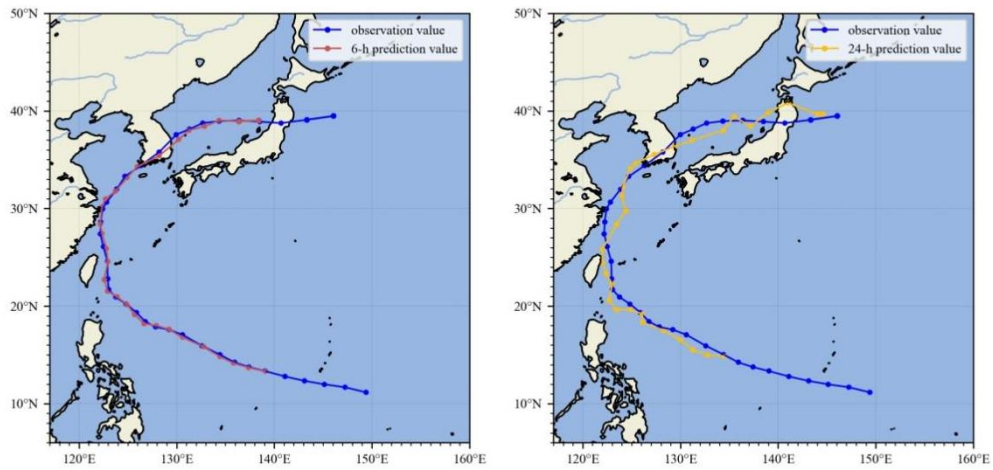 50°N
40°N
30°N
20°N
10°N
120°E 130°E 140°E 150°E 160°E
observation value
6-h prediction value
50°N
40°N
30°N
20°N
10°N
120°E 130°E 140°E 150°E 160°E
observation value
24-h prediction value